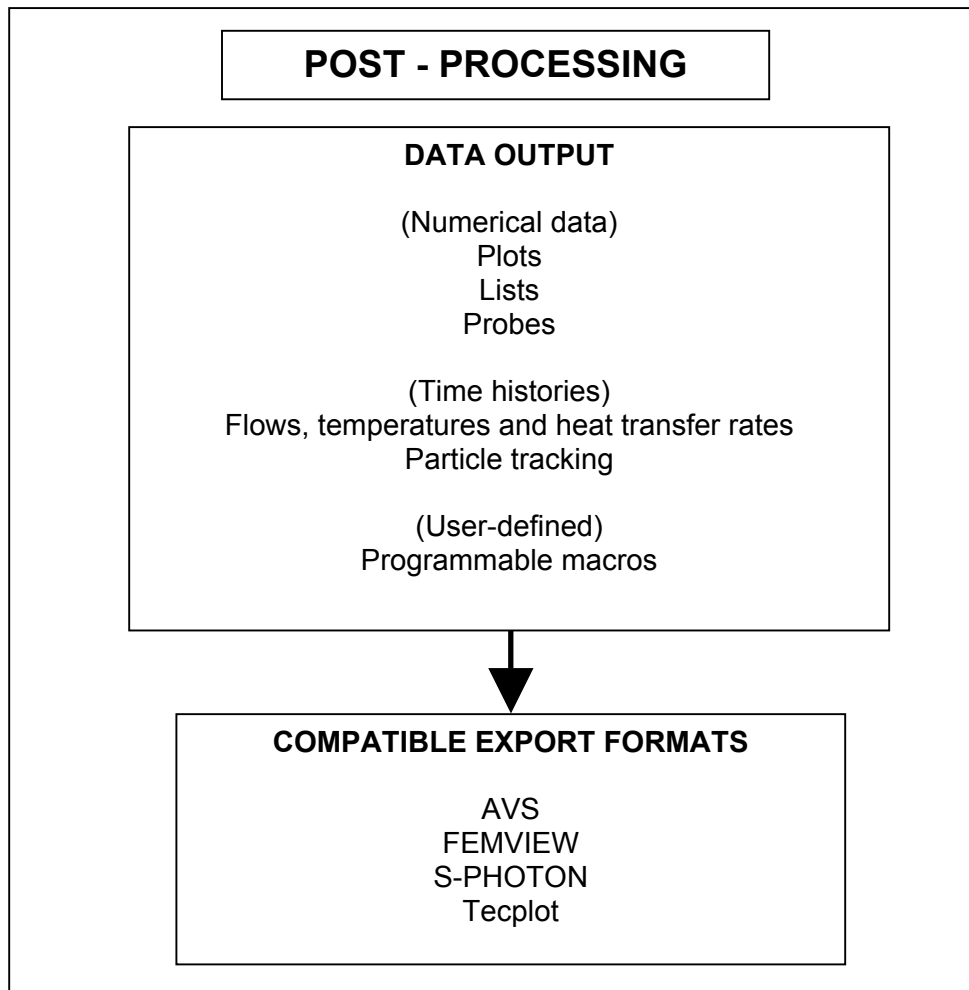 POST - PROCESSING
DATA OUTPUT
(Numerical data)
Plots
Lists
Probes
(Time histories)
Flows, temperatures and heat transfer rates
Particle tracking
(User-defined)
Programmable macros
COMPATIBLE EXPORT FORMATS
AVS
FEMVIEW
S-PHOTON
Tecplot